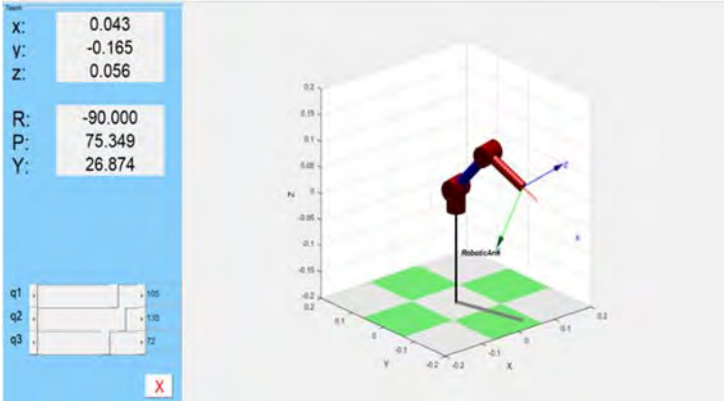 Teach
x: 0.043
y: -0.165
z: 0.056
R: -90.000
P: 75.349
Y: 26.874
q1 105
q2 135
q3 72
X
0.2
0.15
0.1
0.05
0
-0.05
-0.1
-0.15
-0.2
Z
RoboticArm
Z
X
0.2
0.1
0
-0.1
-0.2
Y
-0.2
-0.1
0
0.1
0.2
X